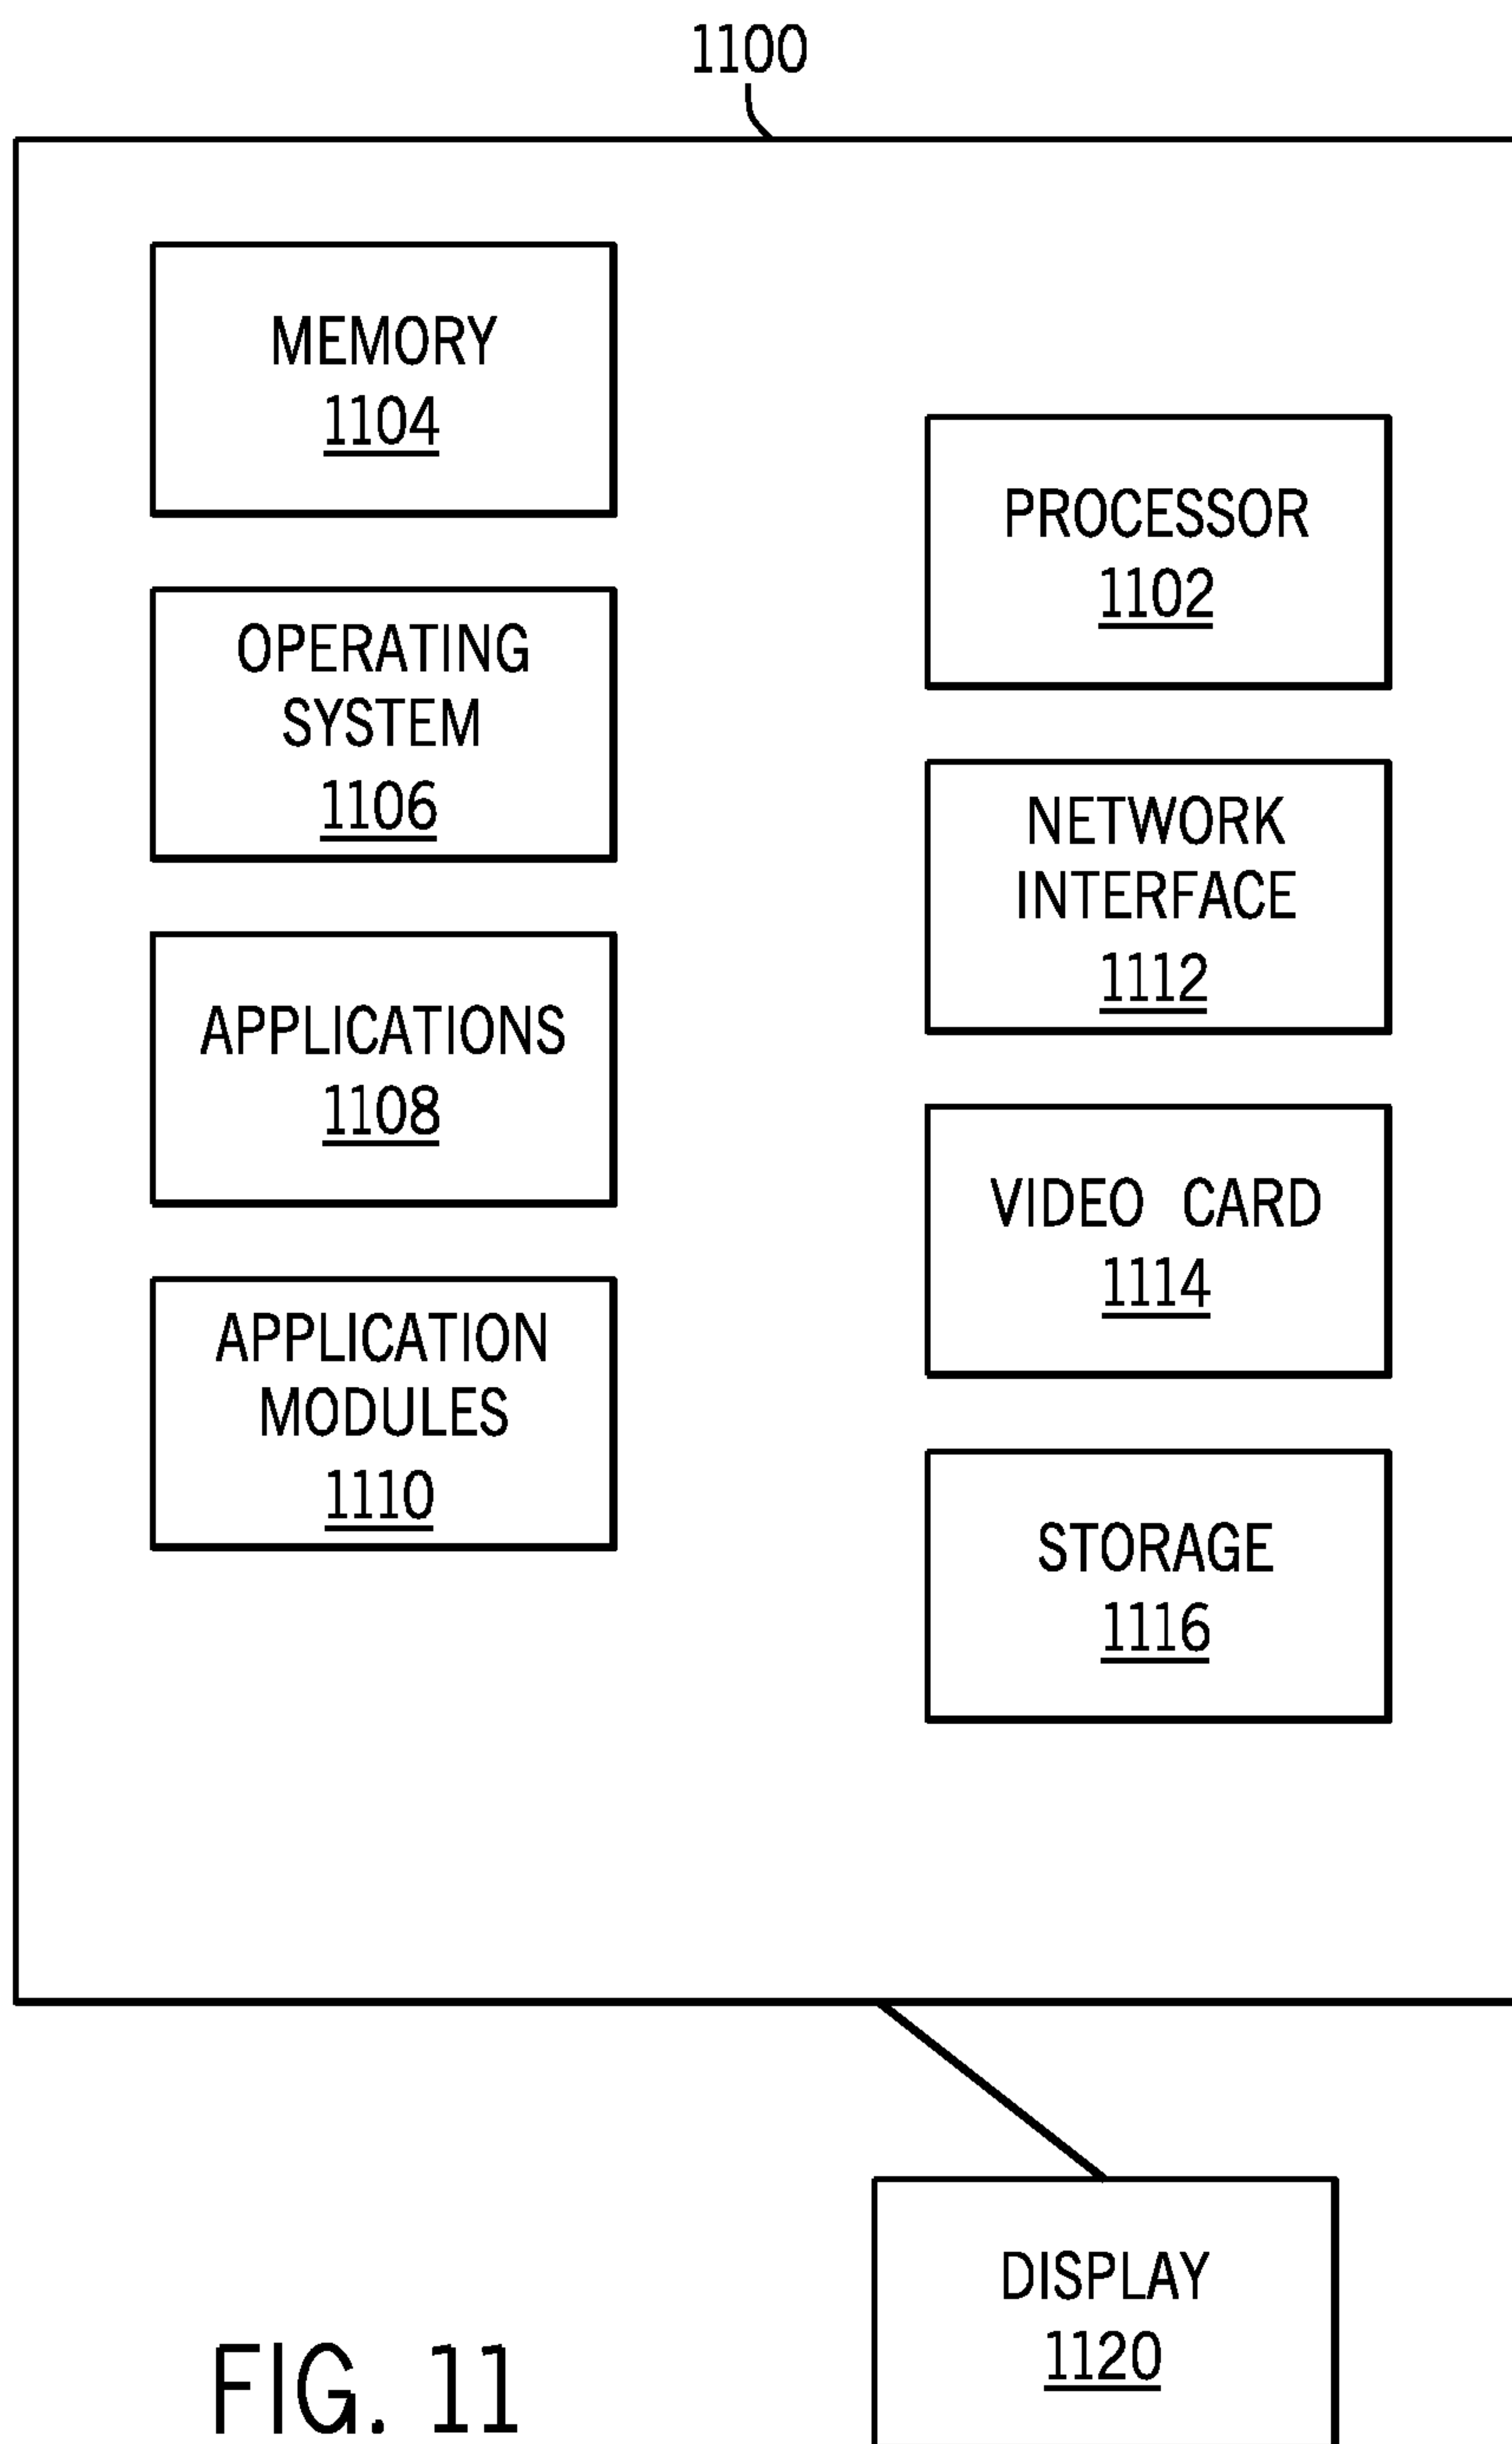 1100
MEMORY
1104
OPERATING
SYSTEM
1106
APPLICATIONS
1108
APPLICATION
MODULES
1110
PROCESSOR
1102
NETWORK
INTERFACE
1112
VIDEO CARD
1114
STORAGE
1116
DISPLAY
1120
FIG. 11